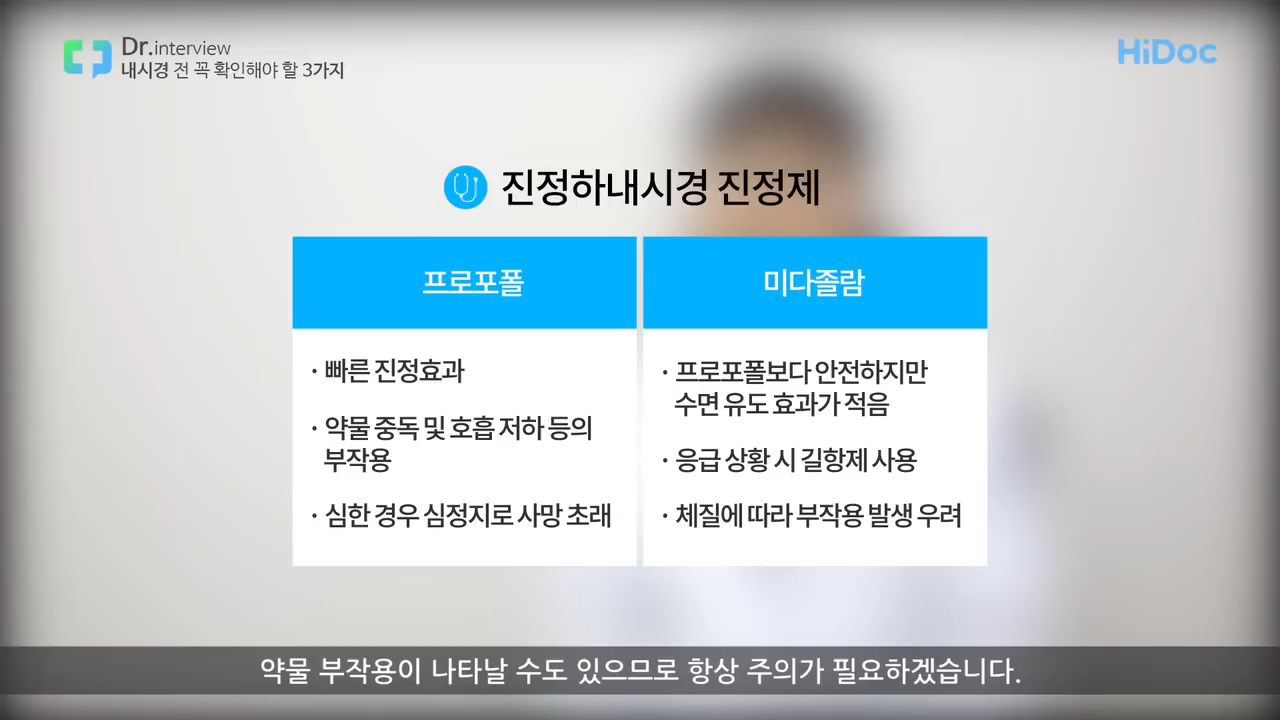 Dr.interview
내시경 전 꼭 확인해야 할 3가지
HiDoc
진정하내시경 진정제
프로포폴
미다졸람
· 빠른 진정효과
· 약물 중독 및 호흡 저하 등의
부작용
· 심한 경우 심정지로 사망 초래
· 프로포폴보다 안전하지만
수면 유도 효과가 적음
· 응급 상황 시 길항제 사용
· 체질에 따라 부작용 발생 우려
약물 부작용이 나타날 수도 있으므로 항상 주의가 필요하겠습니다.